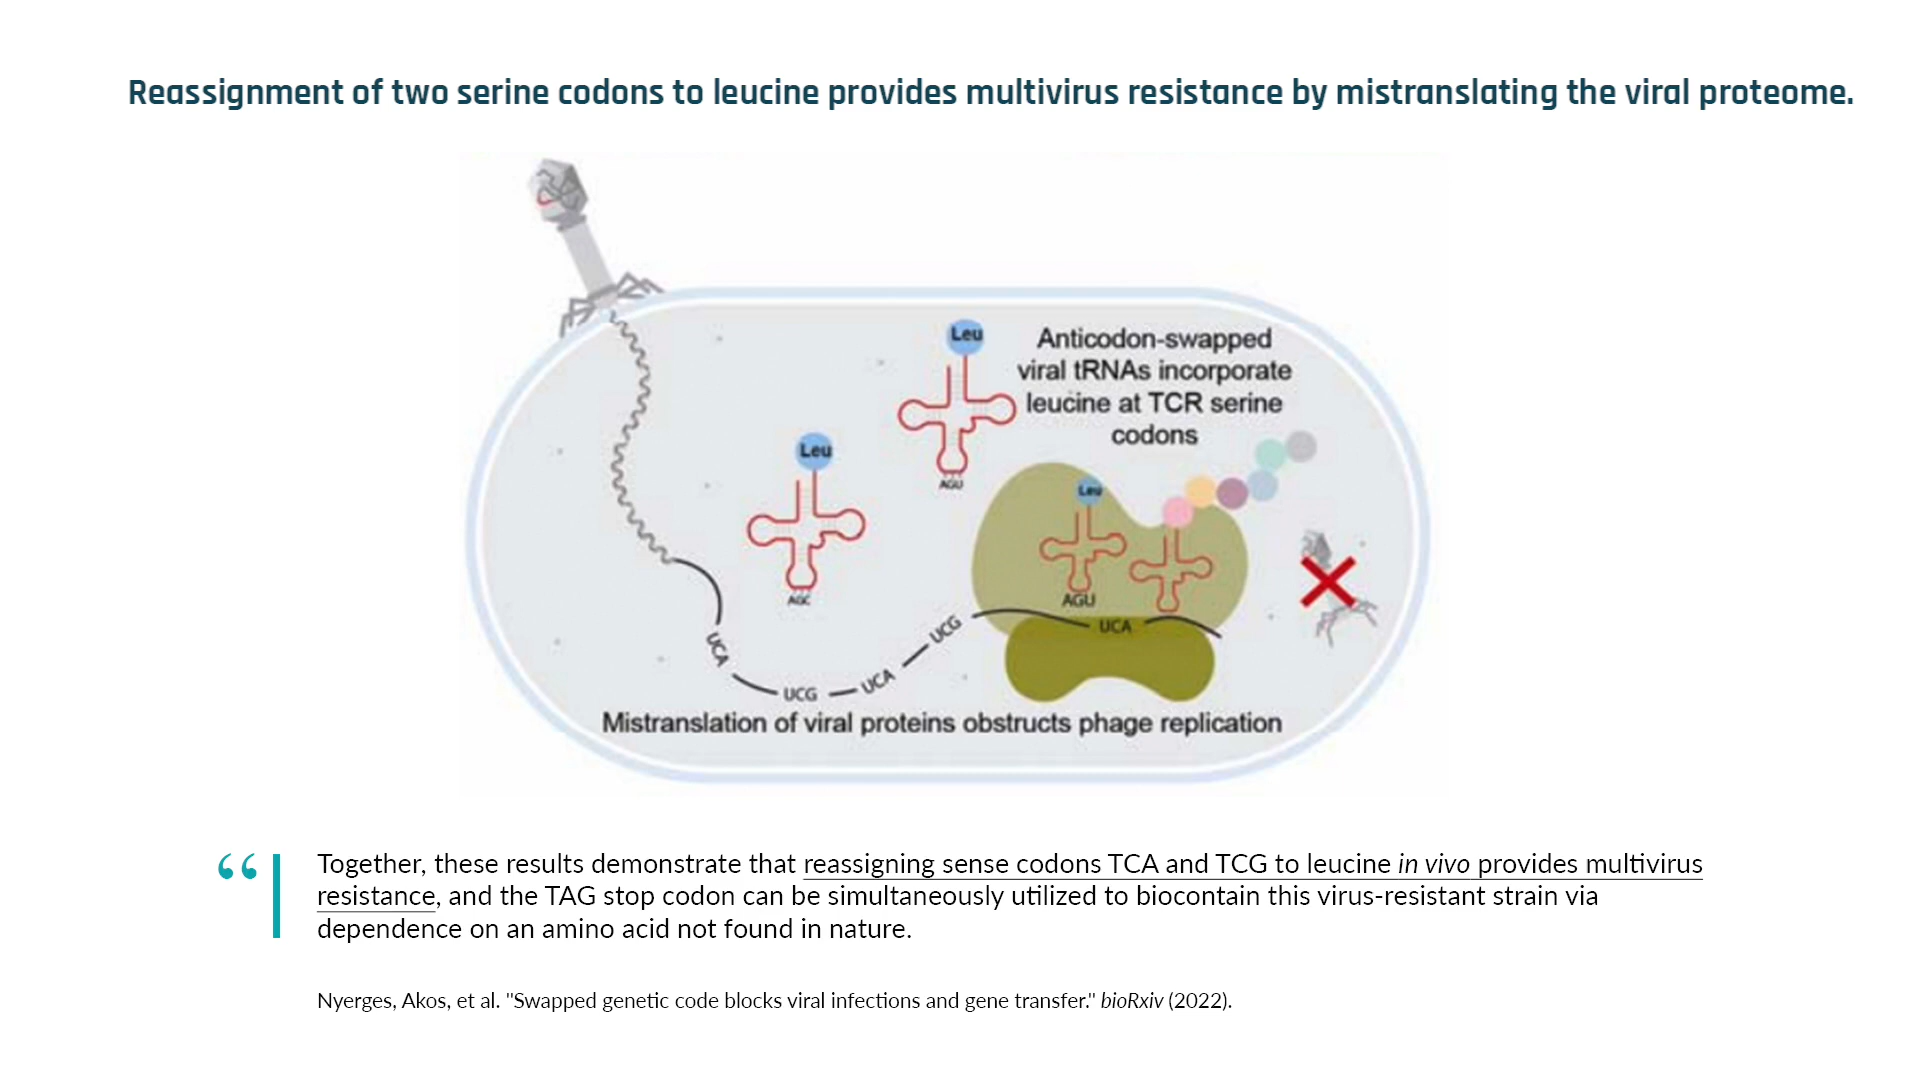 Reassignment of two serine codons to leucine provides multivirus resistance by mistranslating the viral proteome.
Leu
Anticodon-swapped
viral tRNAs incorporate
leucine at TCR serine
codons
Leu
AGU
Leu
AGC
AGU
UCA
UCG
UCA
UCG
UCA
Mistranslation of viral proteins obstructs phage replication
“
Together, these results demonstrate that reassigning sense codons TCA and TCG to leucine in vivo provides multivirus
resistance, and the TAG stop codon can be simultaneously utilized to biocontain this virus-resistant strain via
dependence on an amino acid not found in nature.
Nyerges, Akos, et al. "Swapped genetic code blocks viral infections and gene transfer." bioRxiv (2022).